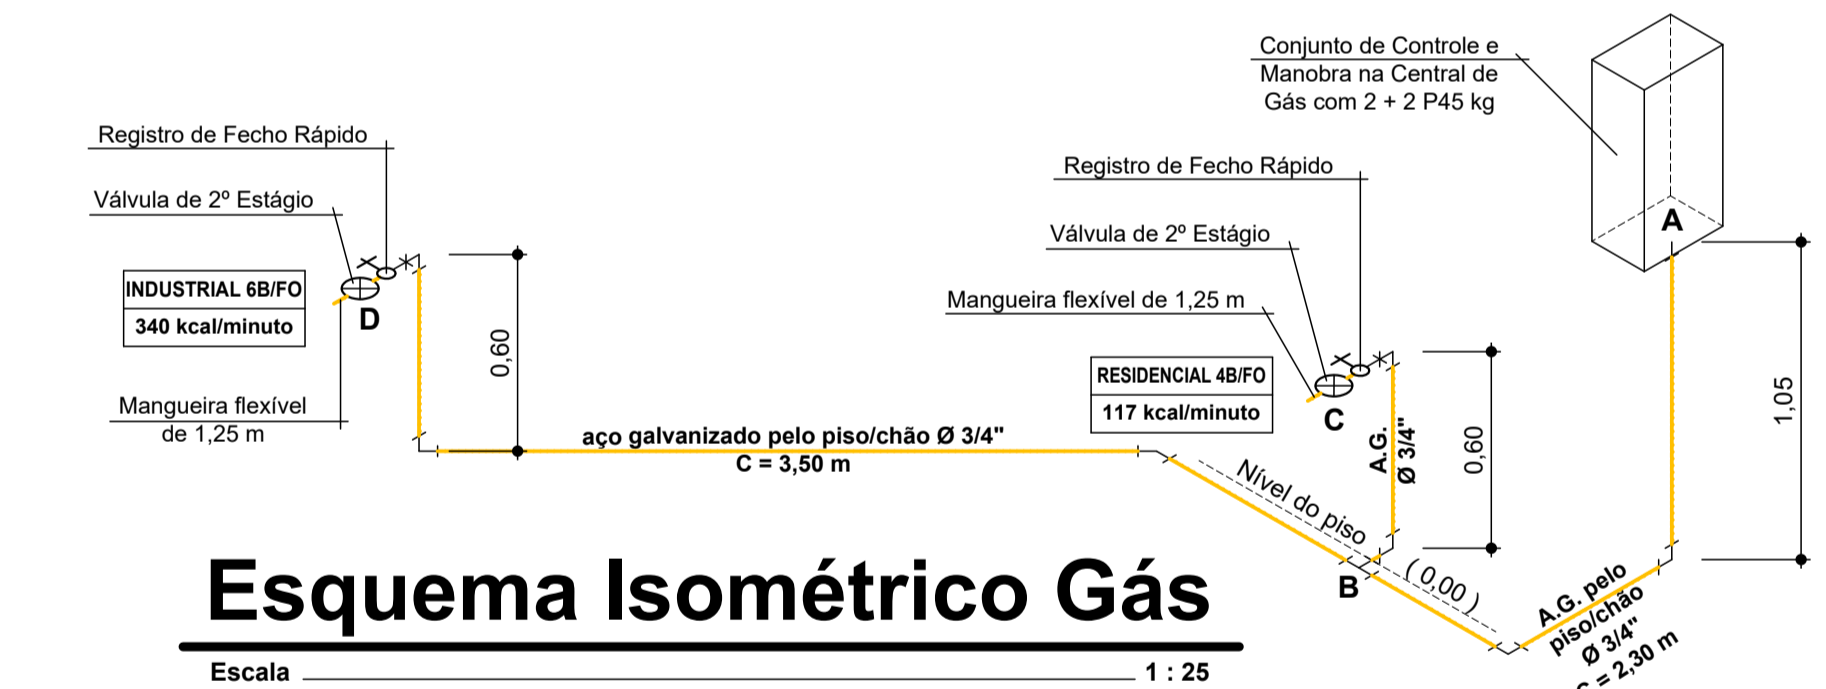 Conjunto de Controle e
Manobra na Central de
Gás com 2 + 2 P45 kg
Registro de Fecho Rápido
Válvula de 2º Estágio
INDUSTRIAL 6B/FO
340 kcal/minuto
D
Mangueira flexível
de 1,25 m
0,60
aço galvanizado pelo piso/chão Ø 3/4"
C = 3,50 m
Registro de Fecho Rápido
Válvula de 2º Estágio
Mangueira flexível de 1,25 m
RESIDENCIAL 4B/FO
117 kcal/minuto
C
A.G.
Ø 3/4"
0,60
A
1,05
Nível do piso
( 0,00 )
B
A.G. pelo
piso/chão
Ø 3/4"
C = 2,30 m
Esquema Isométrico Gás
Escala 1 : 25